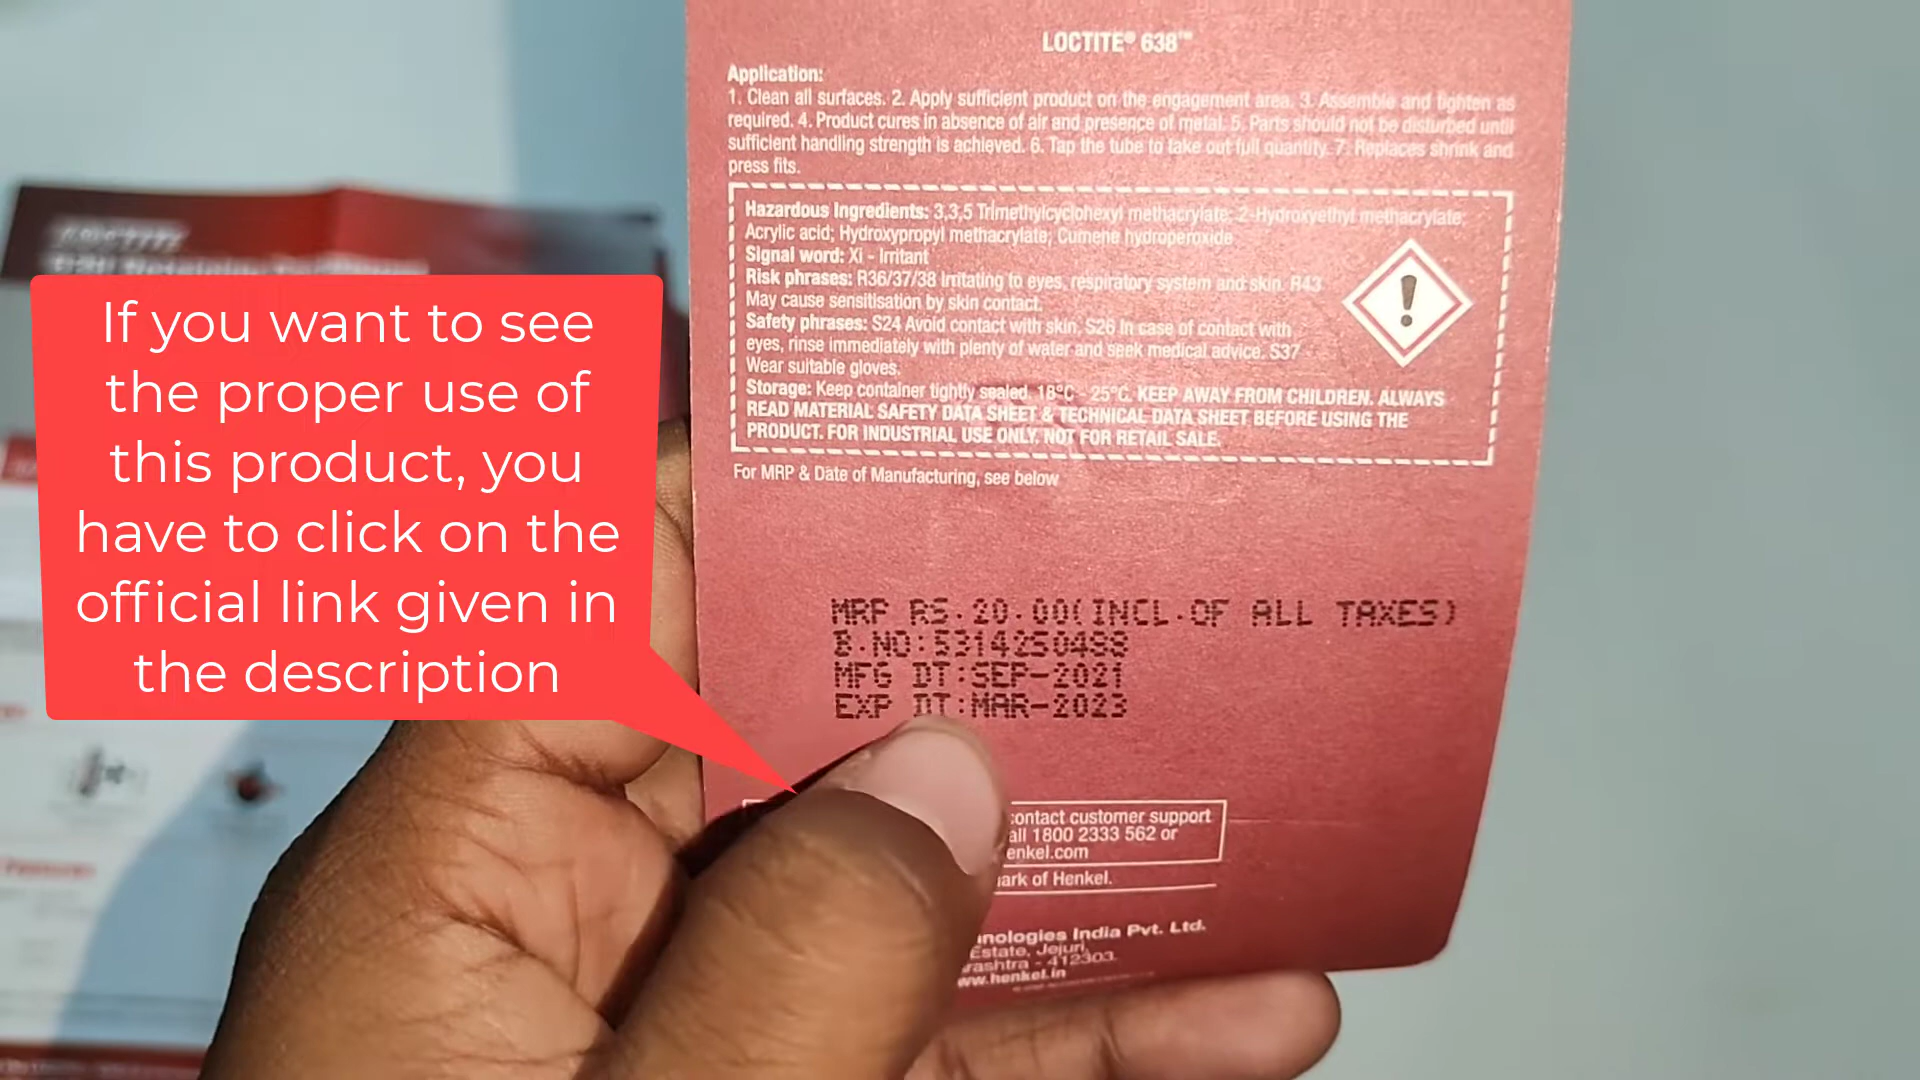 LOCTITE® 638™
Application:
1. Clean all surfaces. 2. Apply sufficient product on the engagement area. 3. Assemble and tighten as
required. 4. Product cures in absence of air and presence of metal. 5. Parts should not be disturbed until
sufficient handling strength is achieved. 6. Tap the tube to take out full quantity. 7. Replaces shrink and
press fits.
Hazardous Ingredients: 3,3,5 Trimethylcyclohexyl methacrylate; 2-Hydroxyethyl methacrylate;
Acrylic acid; Hydroxypropyl methacrylate; Cumene hydroperoxide
Signal word: Xi - Irritant
Risk phrases: R36/37/38 Irritating to eyes, respiratory system and skin. R43
May cause sensitisation by skin contact.
Safety phrases: S24 Avoid contact with skin. S26 In case of contact with
eyes, rinse immediately with plenty of water and seek medical advice. S37
Wear suitable gloves.
Storage: Keep container tightly sealed. 18°C - 25°C. KEEP AWAY FROM CHILDREN. ALWAYS
READ MATERIAL SAFETY DATA SHEET & TECHNICAL DATA SHEET BEFORE USING THE
PRODUCT. FOR INDUSTRIAL USE ONLY. NOT FOR RETAIL SALE.
For MRP & Date of Manufacturing, see below
MRP RS.20.00(INCL.OF ALL TAXES)
B.NO:5314250488
MFG DT:SEP-2021
EXP DT:MAR-2023
contact customer support
all 1800 2333 562 or
enkel.com
ark of Henkel.
nologies India Pvt. Ltd.
Estate, Jejuri,
rashtra - 412303.
ww.henkel.in
LOCTITE
If you want to see
the proper use of
this product, you
have to click on the
official link given in
the description